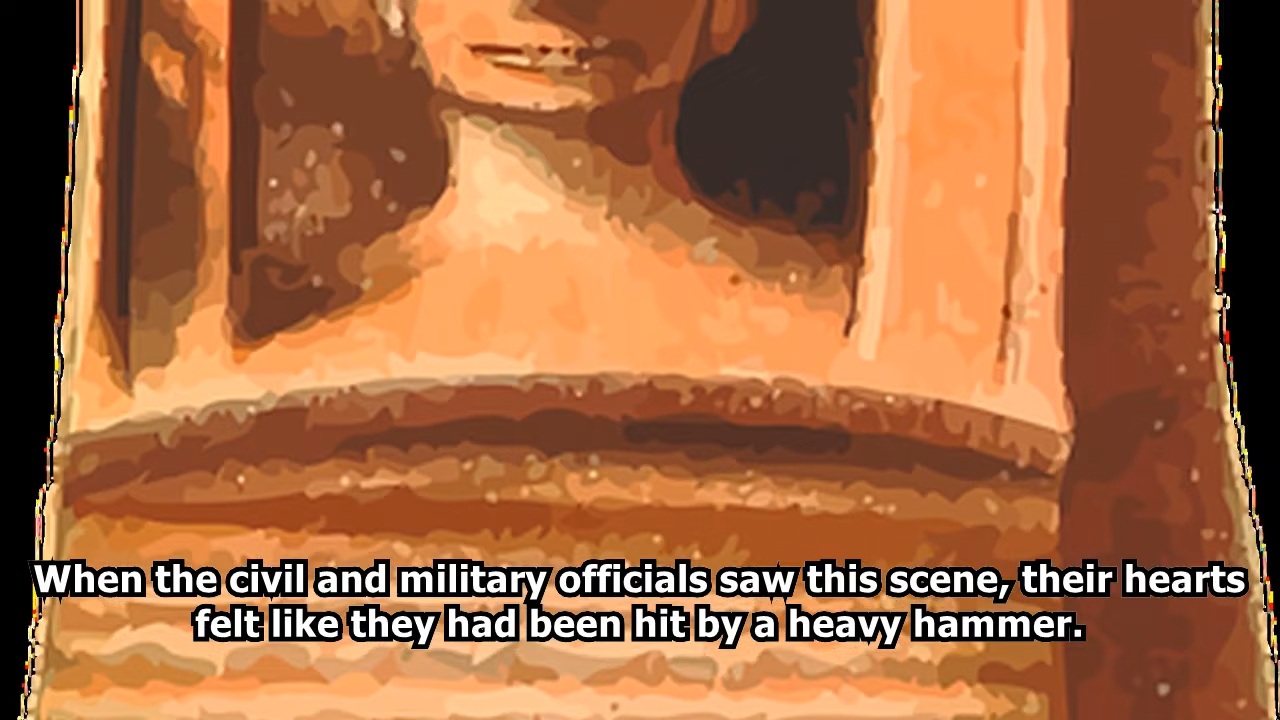 When the civil and military officials saw this scene, their hearts
felt like they had been hit by a heavy hammer.